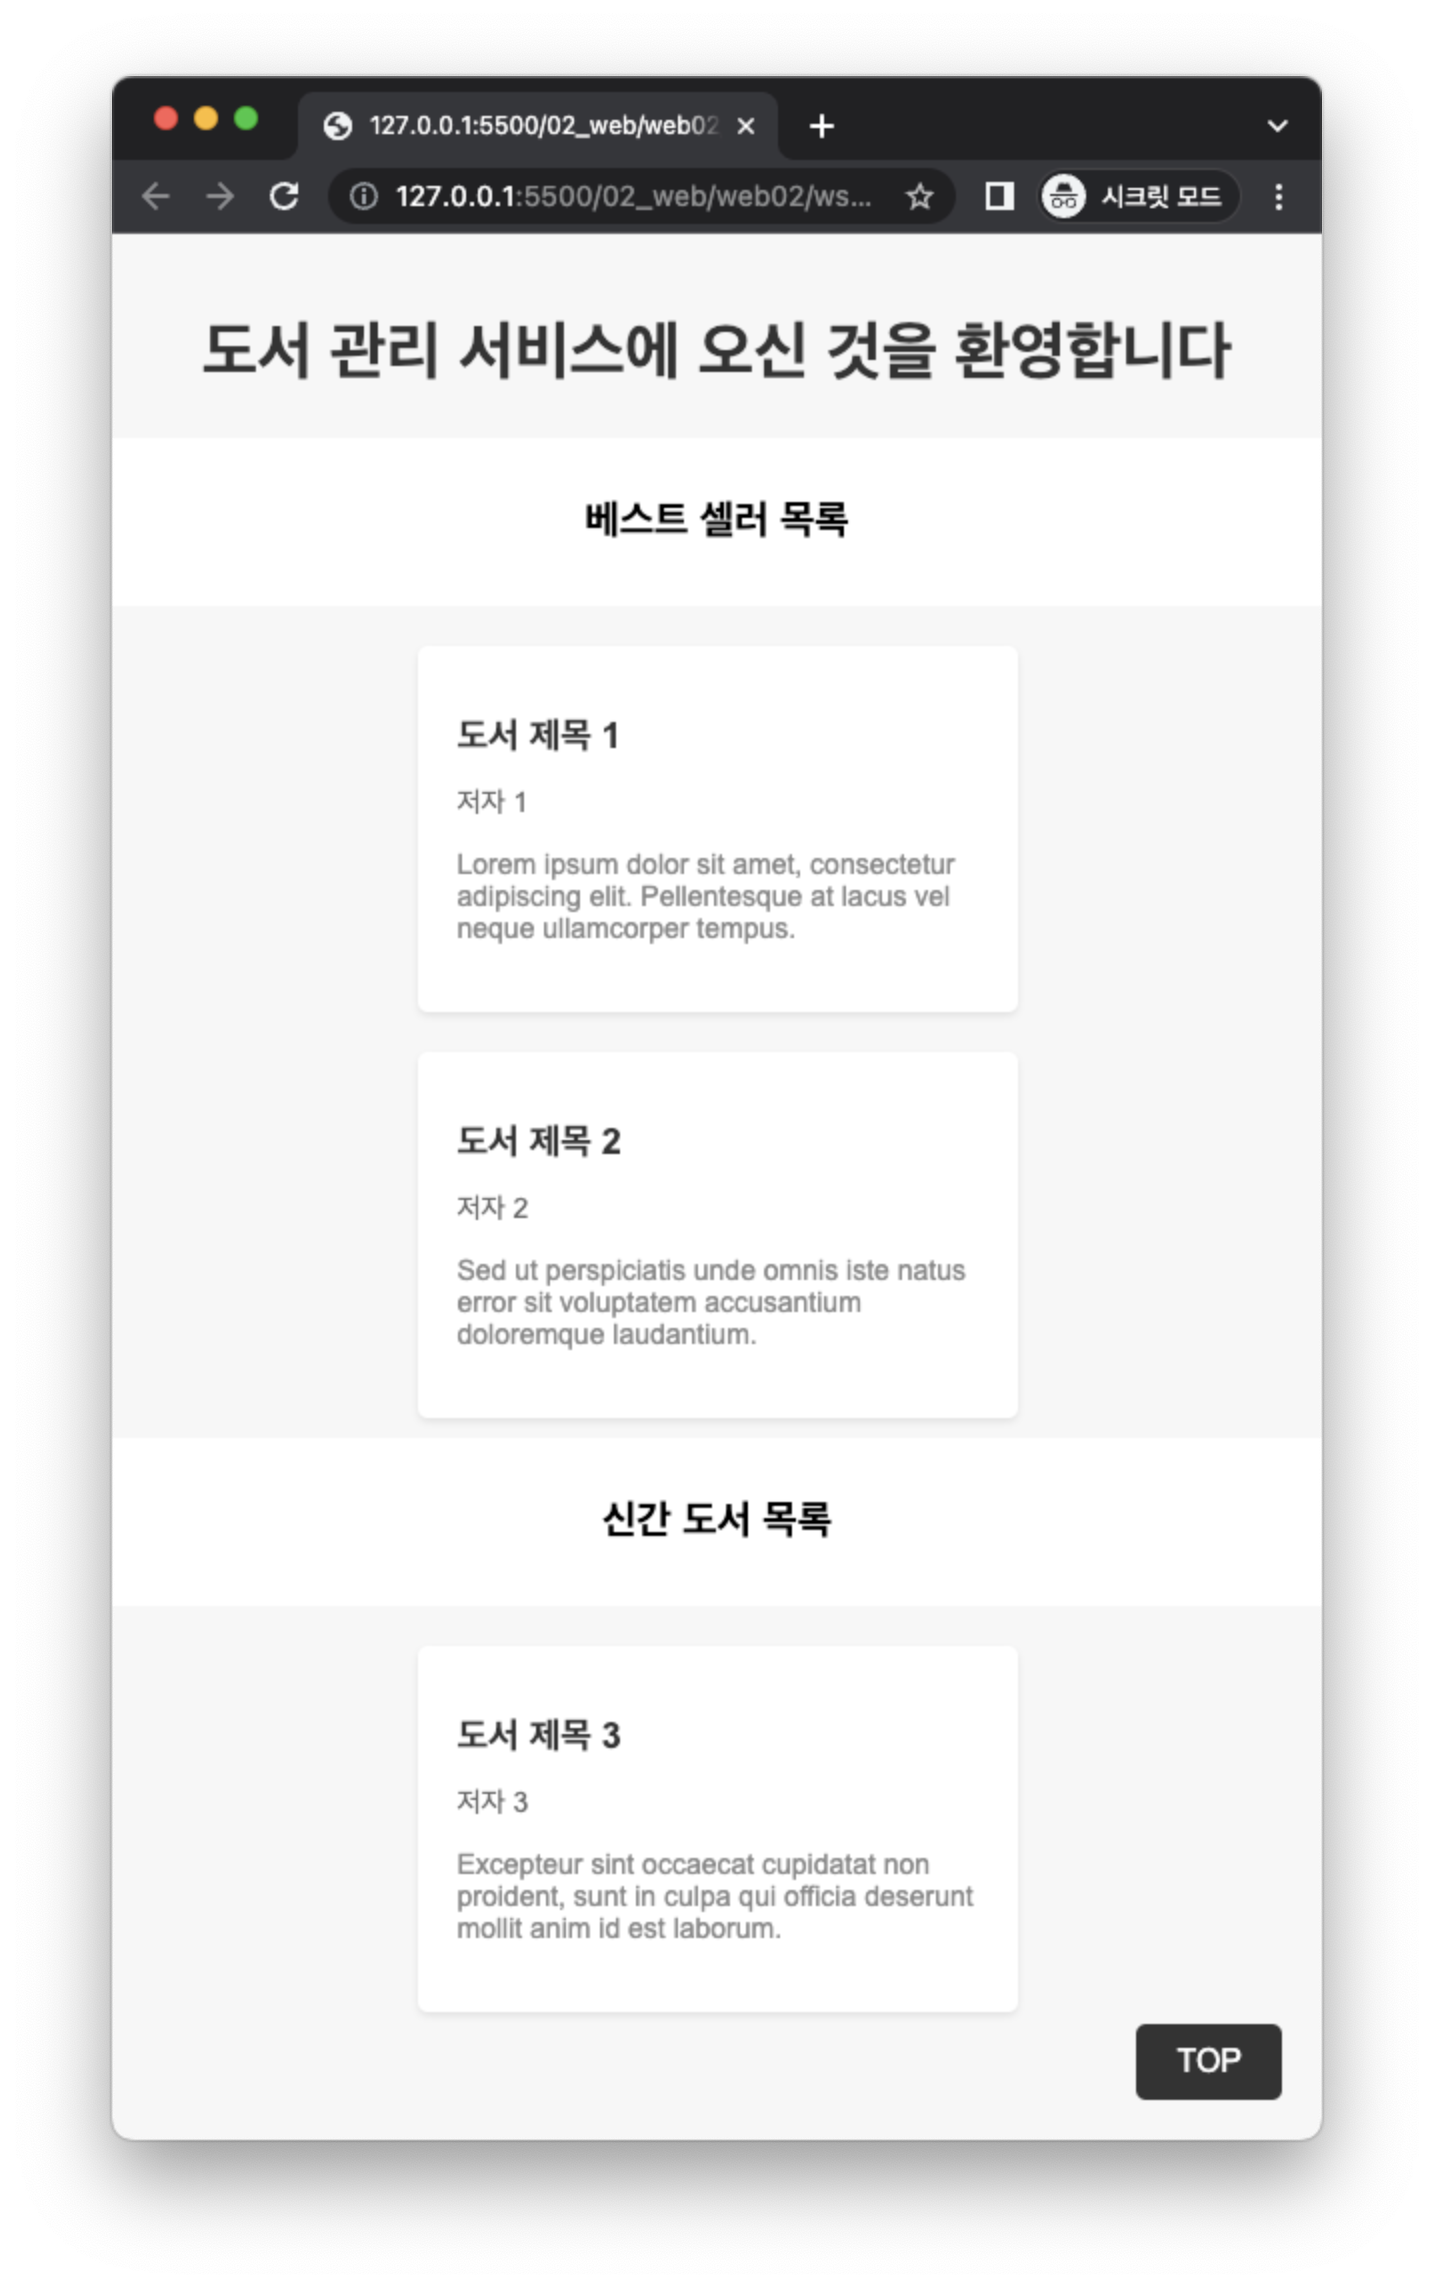 127.0.0.1:5500/02_web/web02
127.0.0.1:5500/02_web/web02/ws...
시크릿 모드
도서 관리 서비스에 오신 것을 환영합니다
베스트 셀러 목록
도서 제목 1
저자 1
Lorem ipsum dolor sit amet, consectetur
adipiscing elit. Pellentesque at lacus vel
neque ullamcorper tempus.
도서 제목 2
저자 2
Sed ut perspiciatis unde omnis iste natus
error sit voluptatem accusantium
doloremque laudantium.
신간 도서 목록
도서 제목 3
저자 3
Excepteur sint occaecat cupidatat non
proident, sunt in culpa qui officia deserunt
mollit anim id est laborum.
TOP